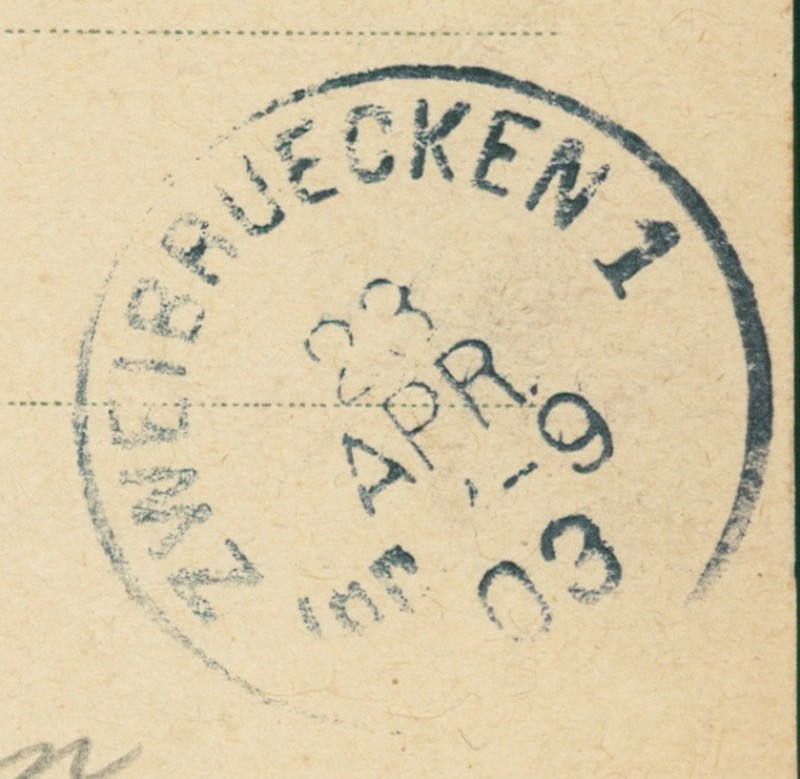 ZWEIBRUECKEN 1
23
APR. 9
03